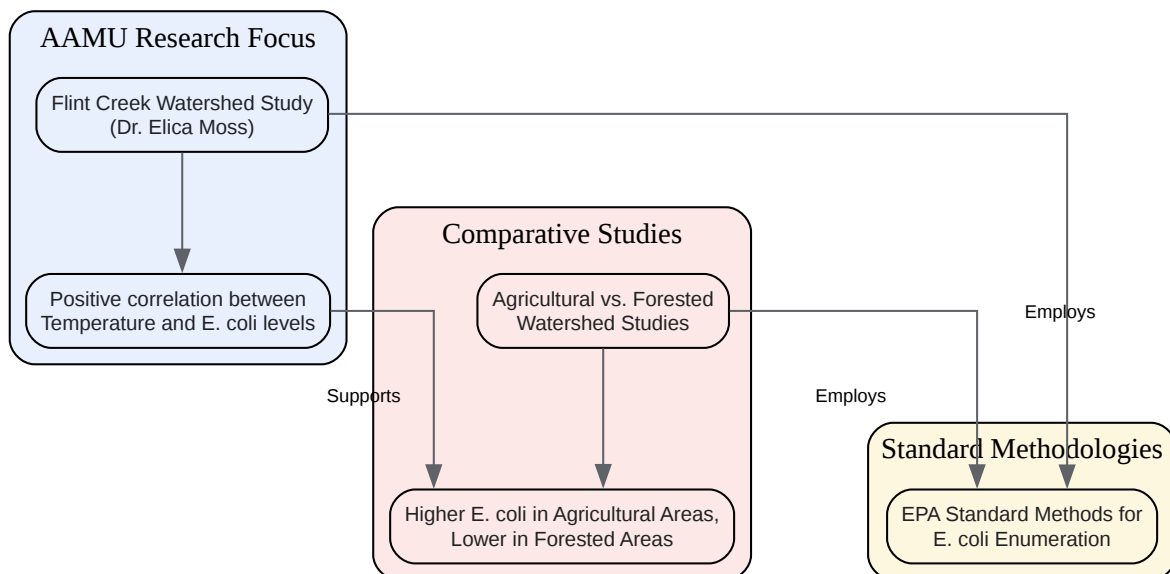 AAMU Research Focus
Flint Creek Watershed Study
(Dr. Elica Moss)
Positive correlation between
Temperature and E. coli levels
Comparative Studies
Agricultural vs. Forested
Watershed Studies
Employs
Supports
Employs
Standard Methodologies
Higher E. coli in Agricultural Areas,
Lower in Forested Areas
EPA Standard Methods for
E. coli Enumeration